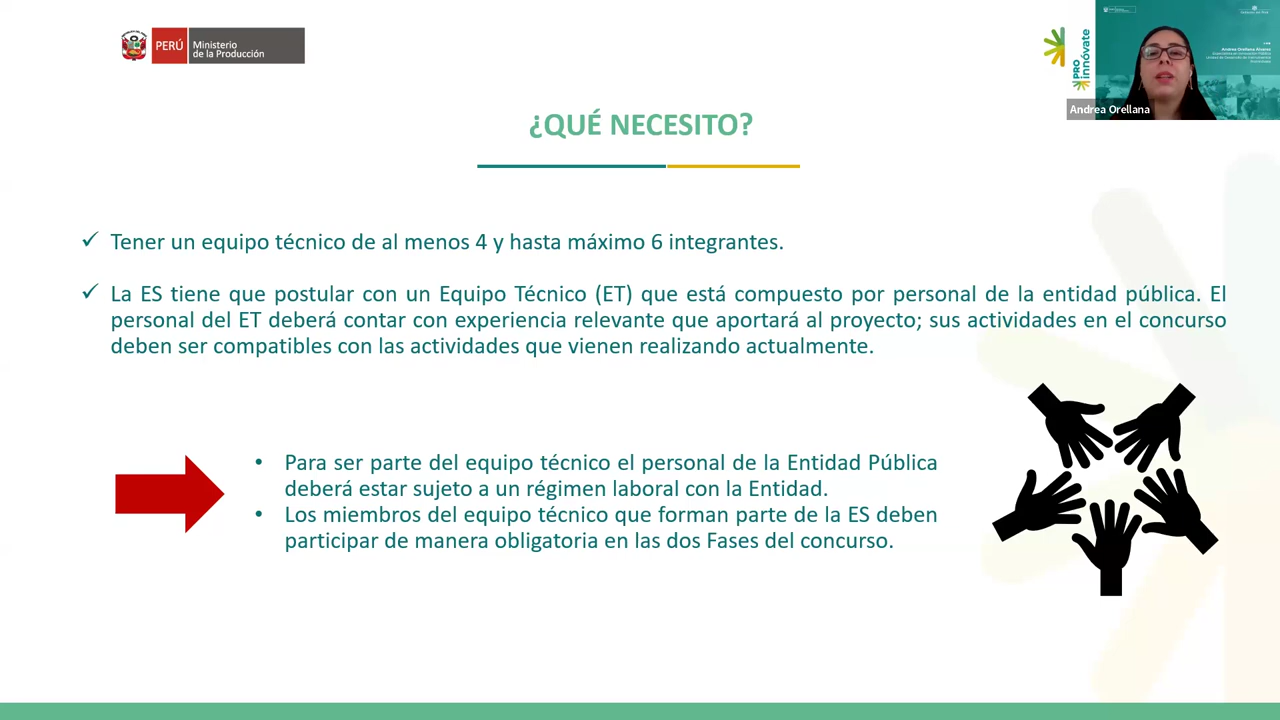 PERÚ
Ministerio
de la Producción
PRO
innóvate
Andrea Orellana Alvarez
Andrea Orellana
¿QUÉ NECESITO?
Tener un equipo técnico de al menos 4 y hasta máximo 6 integrantes.
La ES tiene que postular con un Equipo Técnico (ET) que está compuesto por personal de la entidad pública. El
personal del ET deberá contar con experiencia relevante que aportará al proyecto; sus actividades en el concurso
deben ser compatibles con las actividades que vienen realizando actualmente.
• Para ser parte del equipo técnico el personal de la Entidad Pública
deberá estar sujeto a un régimen laboral con la Entidad.
• Los miembros del equipo técnico que forman parte de la ES deben
participar de manera obligatoria en las dos Fases del concurso.